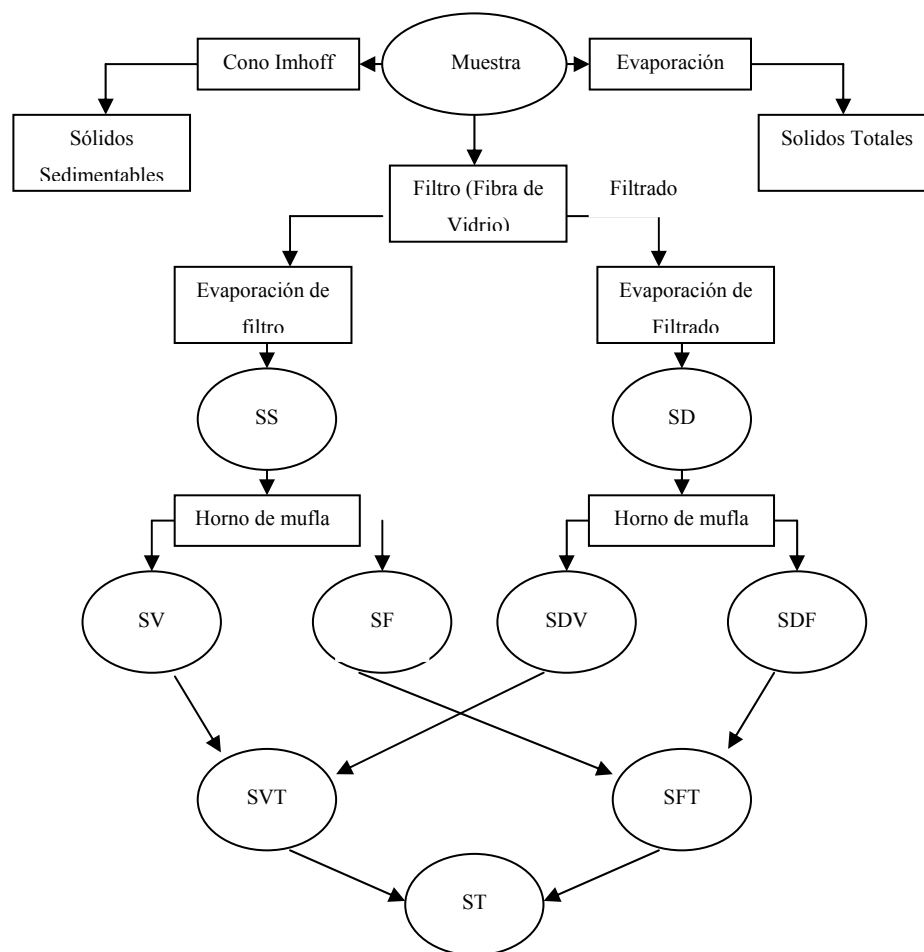 Cono Imhoff
Muestra
Evaporación
Sólidos
Sedimentables
Solidos Totales
Filtro (Fibra de
Vidrio)
Filtrado
Evaporación de
filtro
Evaporación de
Filtrado
SS
SD
Horno de mufla
Horno de mufla
SV
SF
SDV
SDF
SVT
SFT
ST